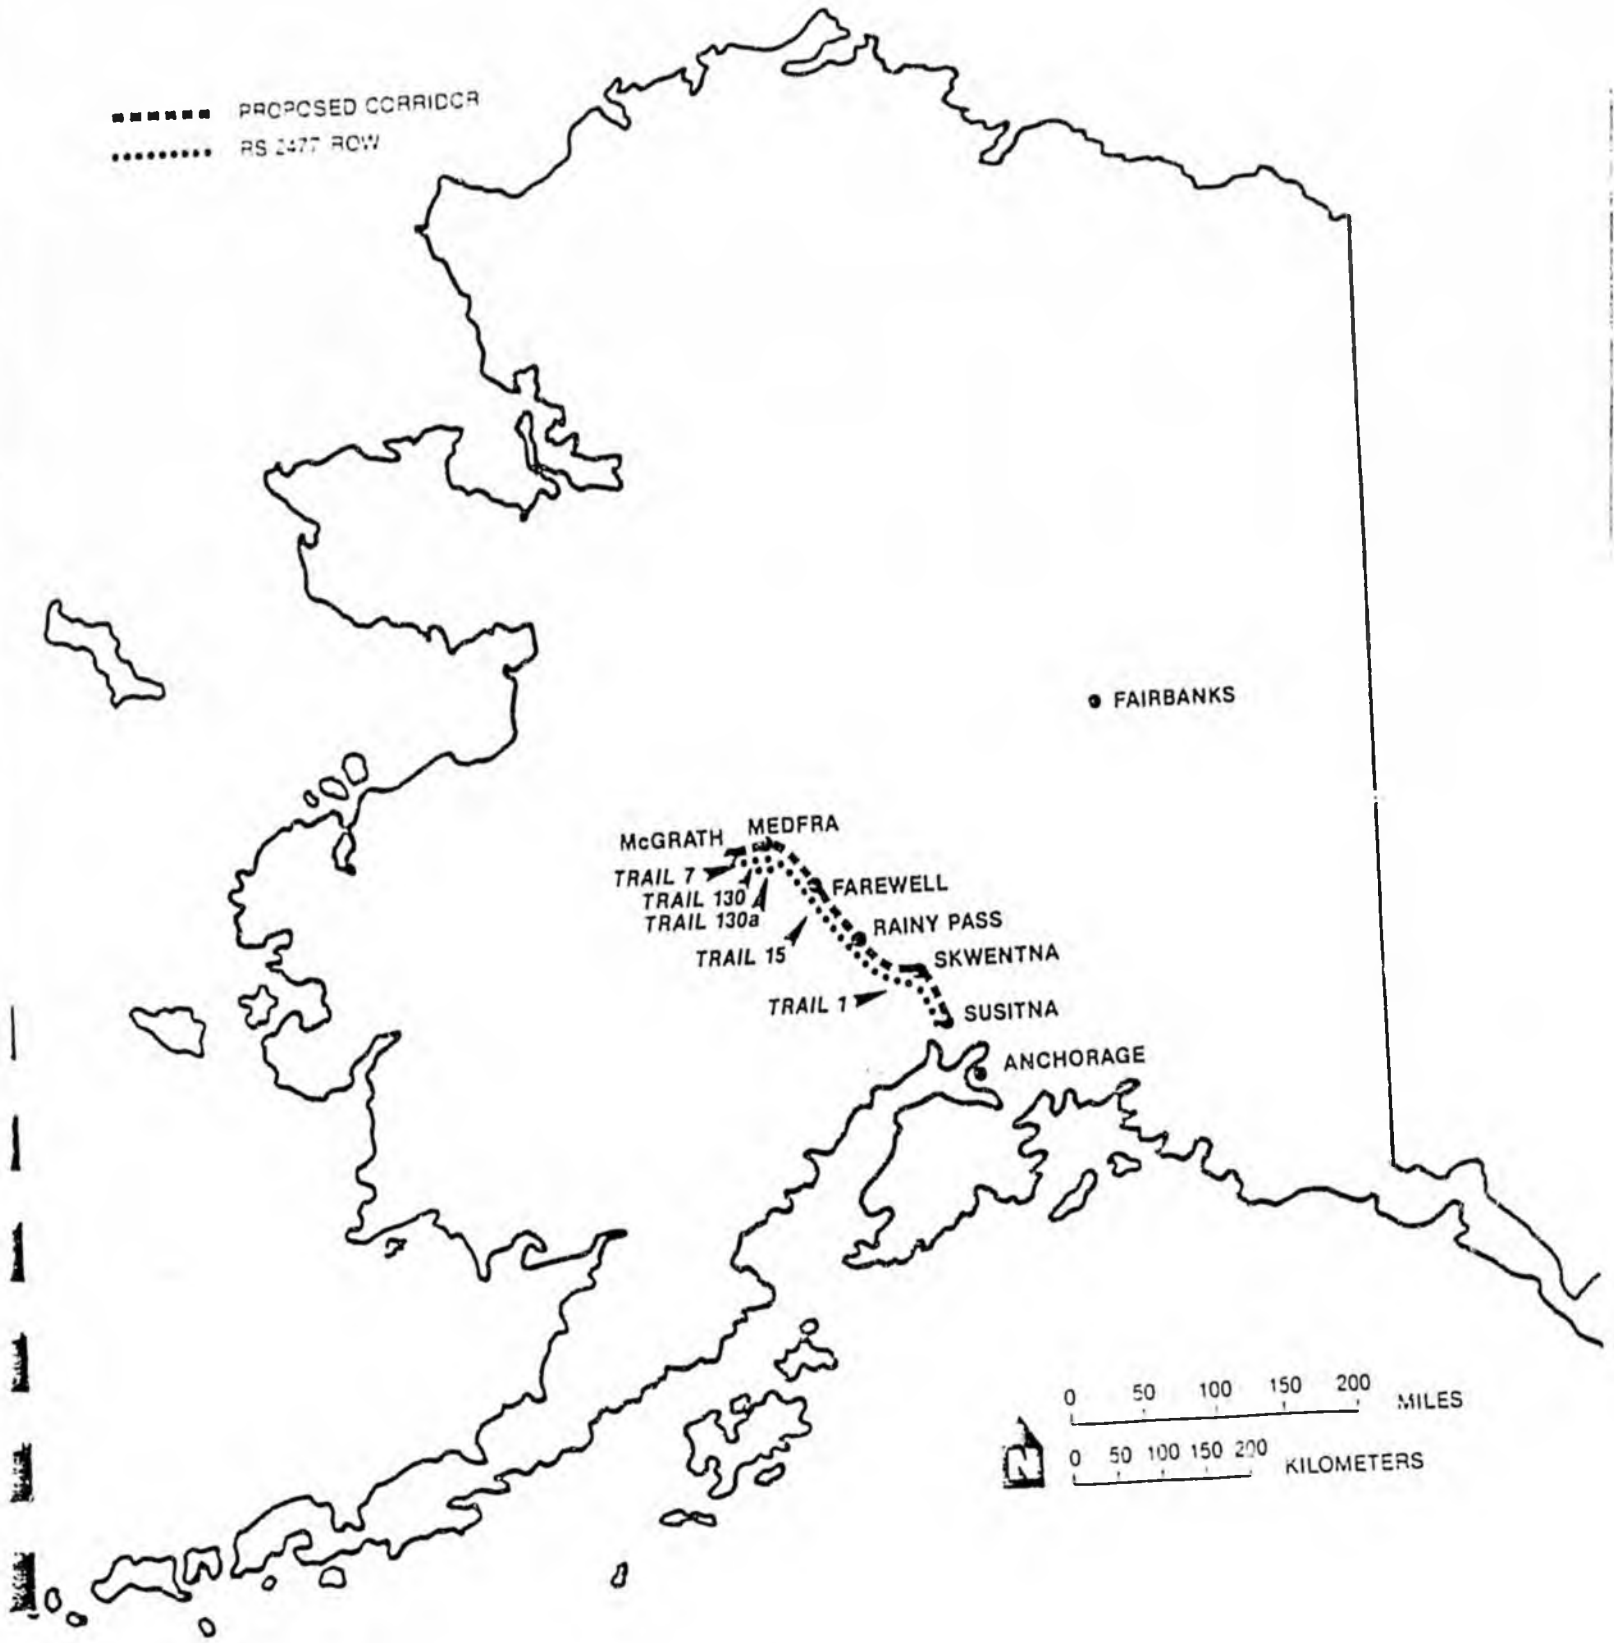 PROPOSED CORRIDOR
RS 2477 ROW
FAIRBANKS
McGRATH MEDFRA
TRAIL 7
FAREWELL
TRAIL 130
TRAIL 130a
RAINY PASS
TRAIL 15
SKWENTNA
TRAIL 1
SUSITNA
ANCHORAGE
0 50 100 150 200 MILES
N
0 50 100 150 200 KILOMETERS